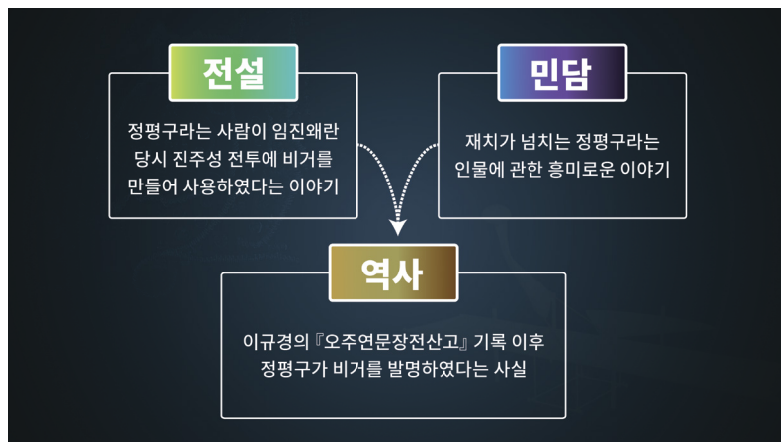 전설
정평구라는 사람이 임진왜란
당시 진주성 전투에 비거를
만들어 사용하였다는 이야기
민담
재치가 넘치는 정평구라는
인물에 관한 흥미로운 이야기
역사
이규경의 『오주연문장전산고』 기록 이후
정평구가 비거를 발명하였다는 사실